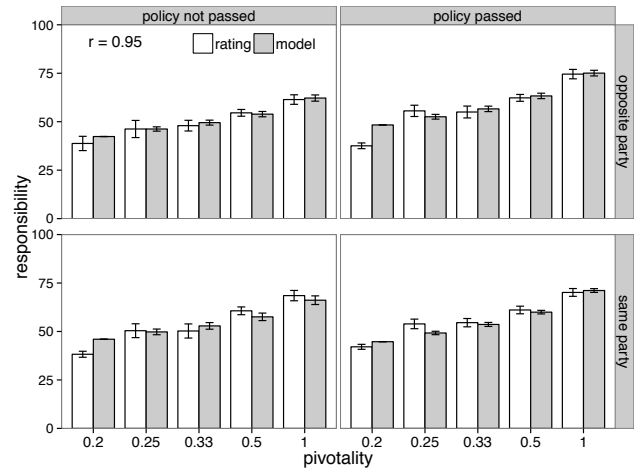 policy not passed
policy passed
r = 0.95
rating
model
100
75
50
25
0
opposite party
100
75
50
25
0
same party
responsibility
0.2 0.25 0.33 0.5 1
0.2 0.25 0.33 0.5 1
pivotality